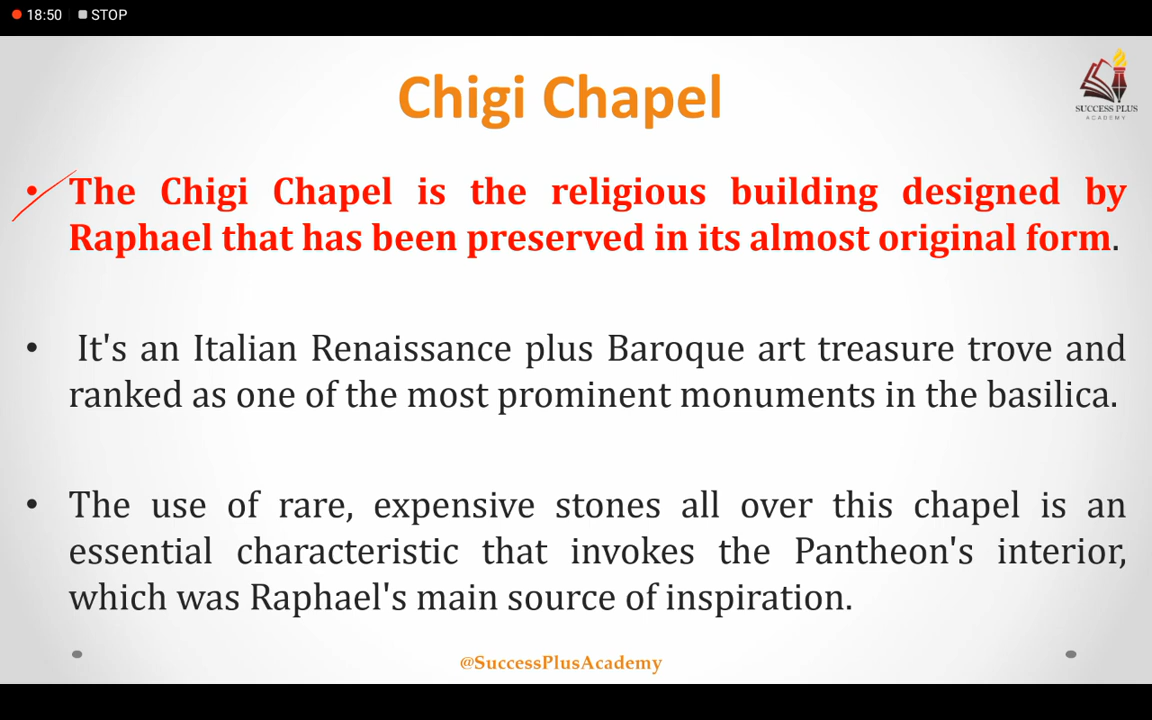 18:50 STOP
Chigi Chapel
SUCCESS PLUS
ACADEMY
• The Chigi Chapel is the religious building designed by
Raphael that has been preserved in its almost original form.
• It's an Italian Renaissance plus Baroque art treasure trove and
ranked as one of the most prominent monuments in the basilica.
• The use of rare, expensive stones all over this chapel is an
essential characteristic that invokes the Pantheon's interior,
which was Raphael's main source of inspiration.
@SuccessPlusAcademy